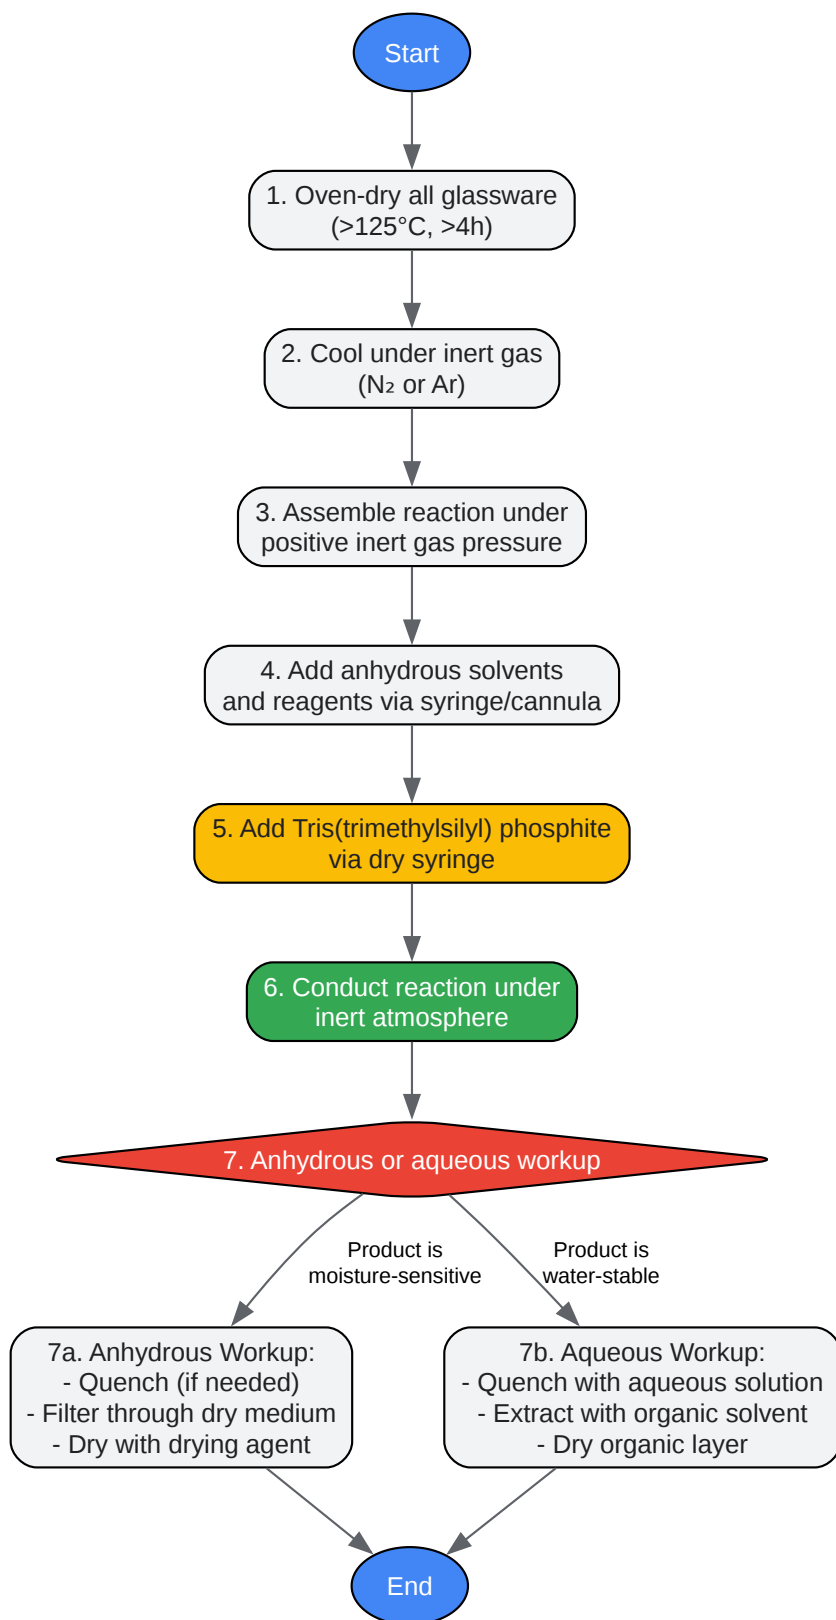 Start
1. Oven-dry all glassware
(>125°C, >4h)
2. Cool under inert gas
(N₂ or Ar)
3. Assemble reaction under
positive inert gas pressure
4. Add anhydrous solvents
and reagents via syringe/cannula
5. Add Tris(trimethylsilyl) phosphite
via dry syringe
6. Conduct reaction under
inert atmosphere
7. Anhydrous or aqueous workup
Product is
moisture-sensitive
Product is
water-stable
7a. Anhydrous Workup:
- Quench (if needed)
- Filter through dry medium
- Dry with drying agent
7b. Aqueous Workup:
- Quench with aqueous solution
- Extract with organic solvent
- Dry organic layer
End